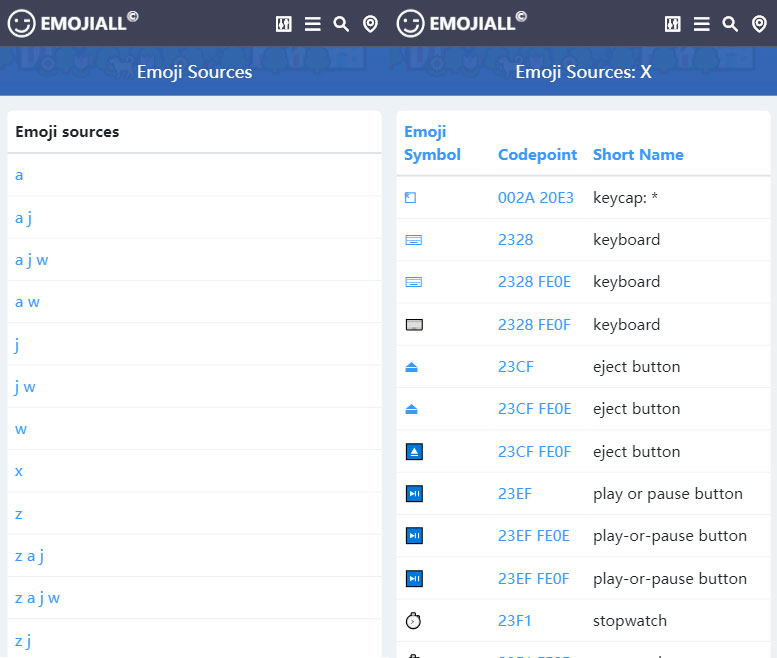 EMOJIALL©
Emoji Sources
Emoji sources
a
a j
a j w
a w
j
j w
w
x
z
z a j
z a j w
z j
EMOJIALL©
Emoji Sources: X
Emoji Symbol Codepoint Short Name
002A 20E3 keycap: *
2328 keyboard
2328 FE0E keyboard
2328 FE0F keyboard
23CF eject button
23CF FE0E eject button
23CF FE0F eject button
23EF play or pause button
23EF FE0E play-or-pause button
23EF FE0F play-or-pause button
23F1 stopwatch